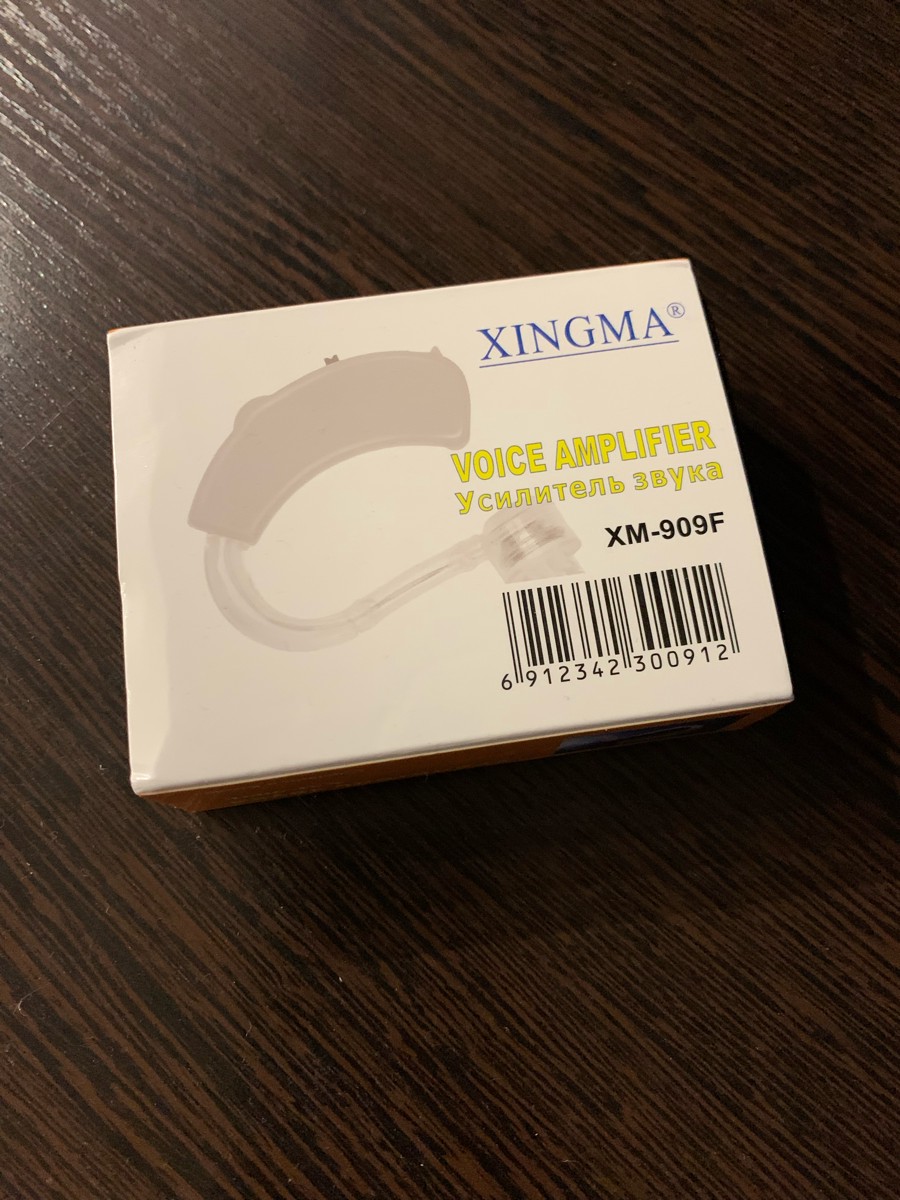 XINGMA®
VOICE AMPLIFIER
Усилитель звука
XM-909F
6 912342 300912